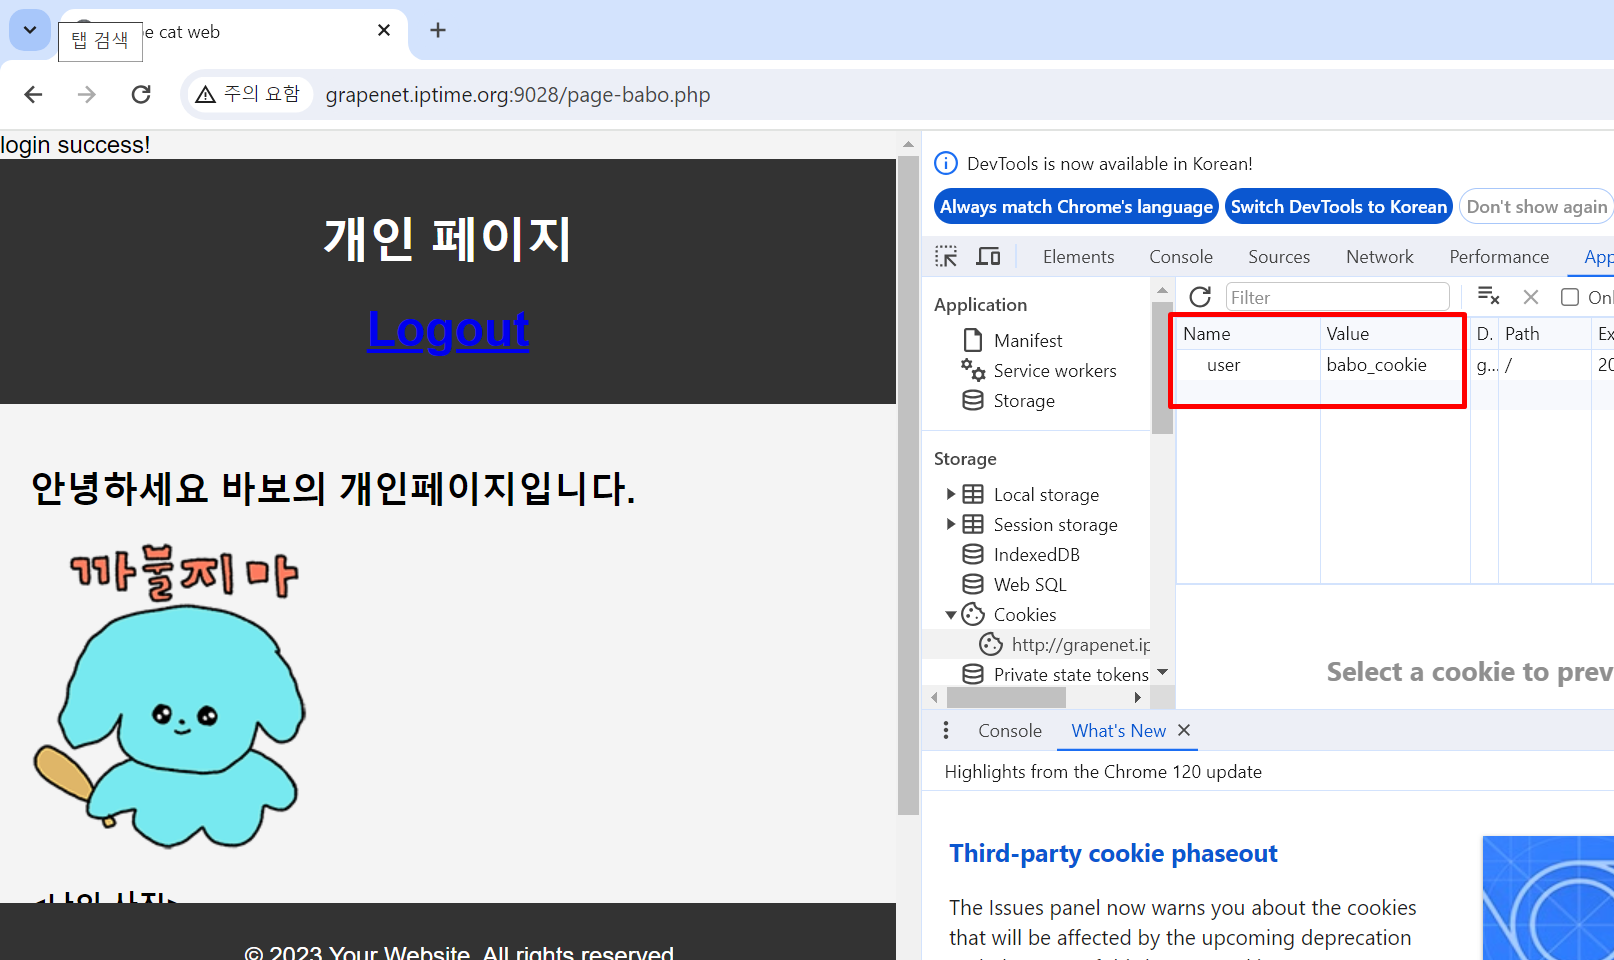 탭 검색
e cat web
주의 요함
grapenet.iptime.org:9028/page-babo.php
login success!
개인 페이지
Logout
안녕하세요 바보의 개인페이지입니다.
까불지마
© 2023 Your Website. All rights reserved
DevTools is now available in Korean!
Always match Chrome's language
Switch DevTools to Korean
Don't show again
Elements
Console
Sources
Network
Performance
App
Application
Manifest
Service workers
Storage
Filter
Onl
Name
Value
D.
Path
Ex
user
babo_cookie
g...
/
20
Storage
Local storage
Session storage
IndexedDB
Web SQL
Cookies
http://grapenet.ip
Private state tokens
Select a cookie to prev
Console
What's New
Highlights from the Chrome 120 update
Third-party cookie phaseout
The Issues panel now warns you about the cookies
that will be affected by the upcoming deprecation